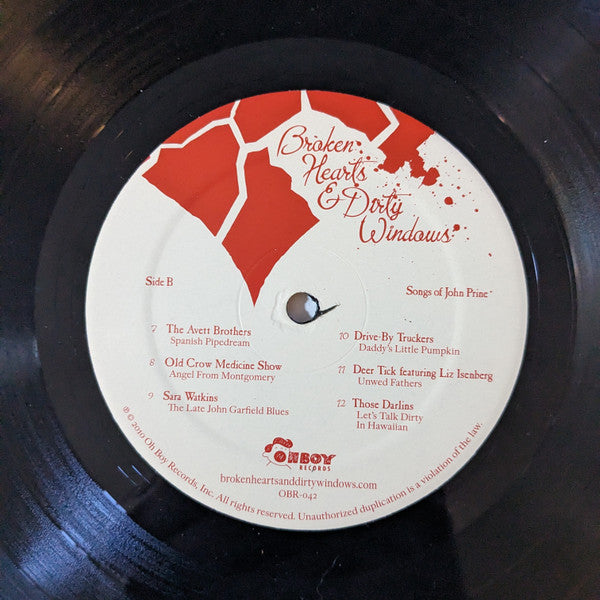 Broken
Hearts
& Dirty
Windows
Side B
Songs of John Prine
7 The Avett Brothers
Spanish Pipedream
8 Old Crow Medicine Show
Angel From Montgomery
9 Sara Watkins
The Late John Garfield Blues
10 Drive-By Truckers
Daddy's Little Pumpkin
11 Deer Tick featuring Liz Isenberg
Unwed Fathers
12 Those Darlins
Let's Talk Dirty
In Hawaiian
OH BOY
RECORDS
brokenheartsanddirtywindows.com
OBR-042
℗ © 2010 Oh Boy Records, Inc. All rights reserved. Unauthorized duplication is a violation of the law.